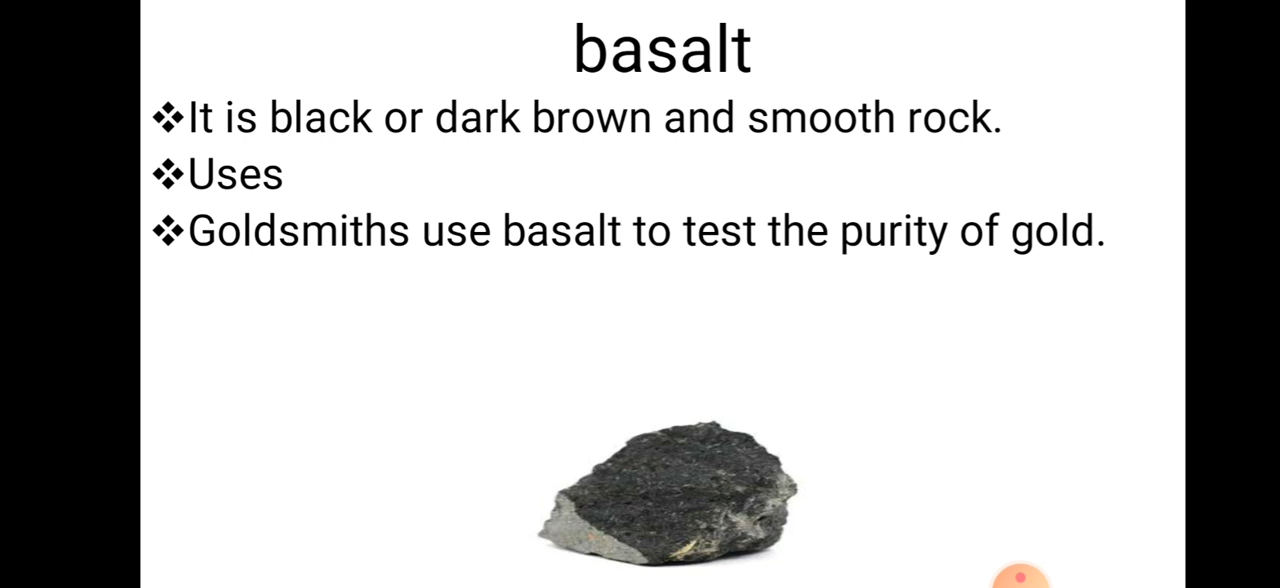 basalt
❖It is black or dark brown and smooth rock.
❖Uses
❖Goldsmiths use basalt to test the purity of gold.